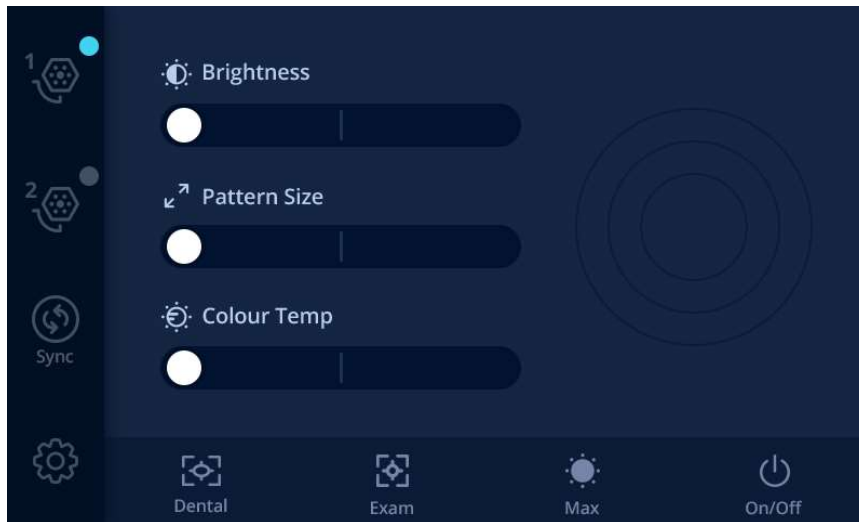 1
Brightness
2
Pattern Size
Colour Temp
Sync
Dental Exam Max On/Off